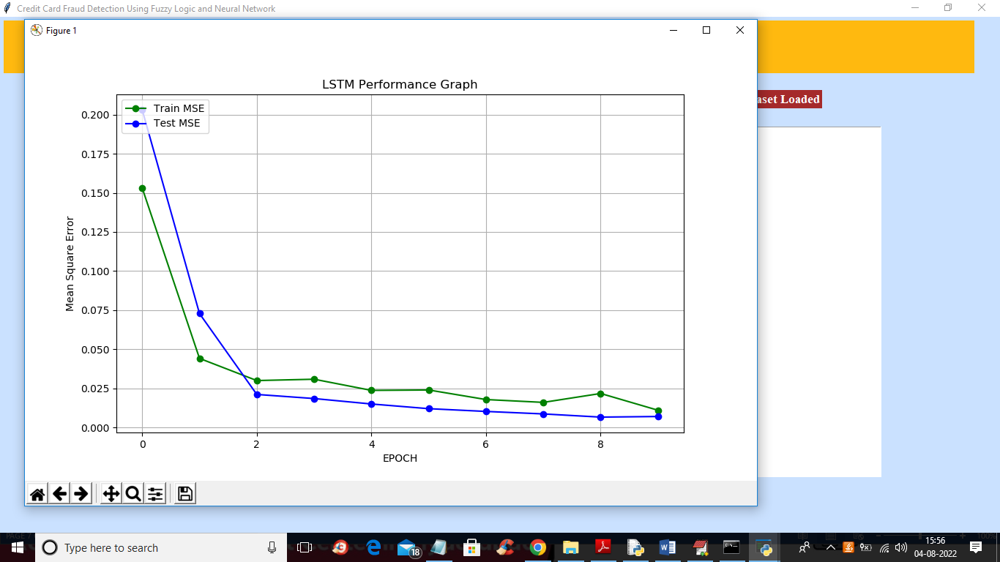 Credit Card Fraud Detection Using Fuzzy Logic and Neural Network
Figure 1
aset Loaded
LSTM Performance Graph
Train MSE
Test MSE
0.200
0.175
0.150
0.125
0.100
0.075
0.050
0.025
0.000
Mean Square Error
0 2 4 6 8
EPOCH
PAGE 7
100%
Type here to search
18
15:56
04-08-2022